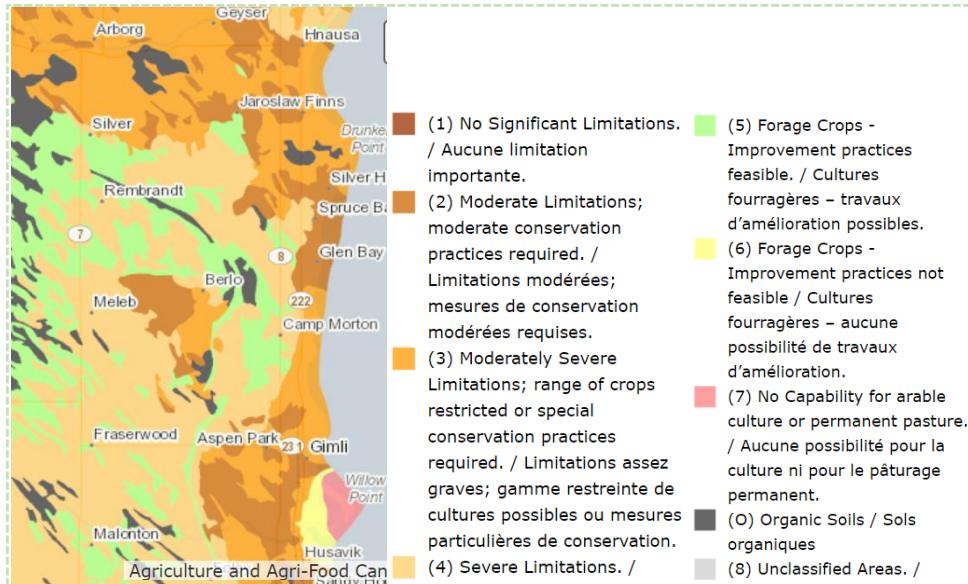 Geyser
Arborg
Hnausa
Jaroslaw Finns
Silver
Drunke
Point
Rembrandt
Silver H
Spruce Ba
7
8
Glen Bay
Berlo
Meleb
222
Camp Morton
Fraserwood
Aspen Park
231
Gimli
Willow
Point
Malonton
Husavik
Agriculture and Agri-Food Can
(1) No Significant Limitations.
/ Aucune limitation
importante.
(2) Moderate Limitations;
moderate conservation
practices required. /
Limitations modérées;
mesures de conservation
modérées requises.
(3) Moderately Severe
Limitations; range of crops
restricted or special
conservation practices
required. / Limitations assez
graves; gamme restreinte de
cultures possibles ou mesures
particulières de conservation.
(4) Severe Limitations. /
(5) Forage Crops -
Improvement practices
feasible. / Cultures
fourragères – travaux
d’amélioration possibles.
(6) Forage Crops -
Improvement practices not
feasible / Cultures
fourragères – aucune
possibilité de travaux
d’amélioration.
(7) No Capability for arable
culture or permanent pasture.
/ Aucune possibilité pour la
culture ni pour le pâturage
permanent.
(O) Organic Soils / Sols
organiques
(8) Unclassified Areas. /